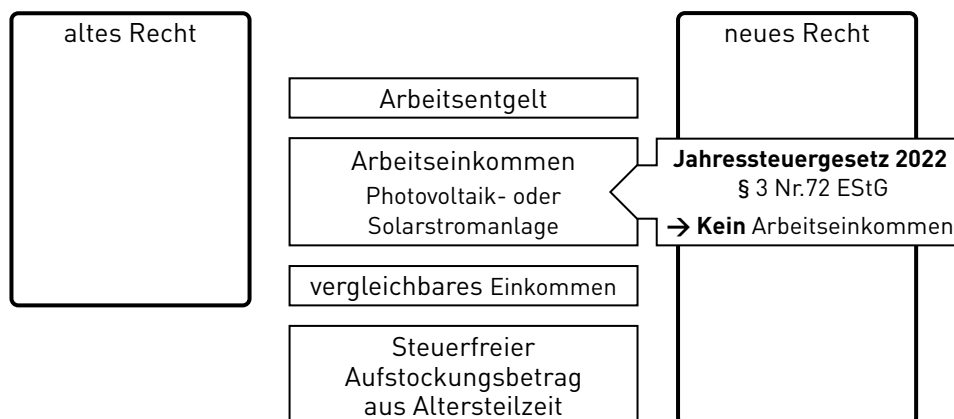 altes Recht
neues Recht
Arbeitsentgelt
Arbeitseinkommen
Photovoltaik- oder
Solarstromanlage
Jahressteuergesetz 2022
§ 3 Nr.72 EStG
→ Kein Arbeitseinkommen
vergleichbares Einkommen
Steuerfreier
Aufstockungsbetrag
aus Altersteilzeit